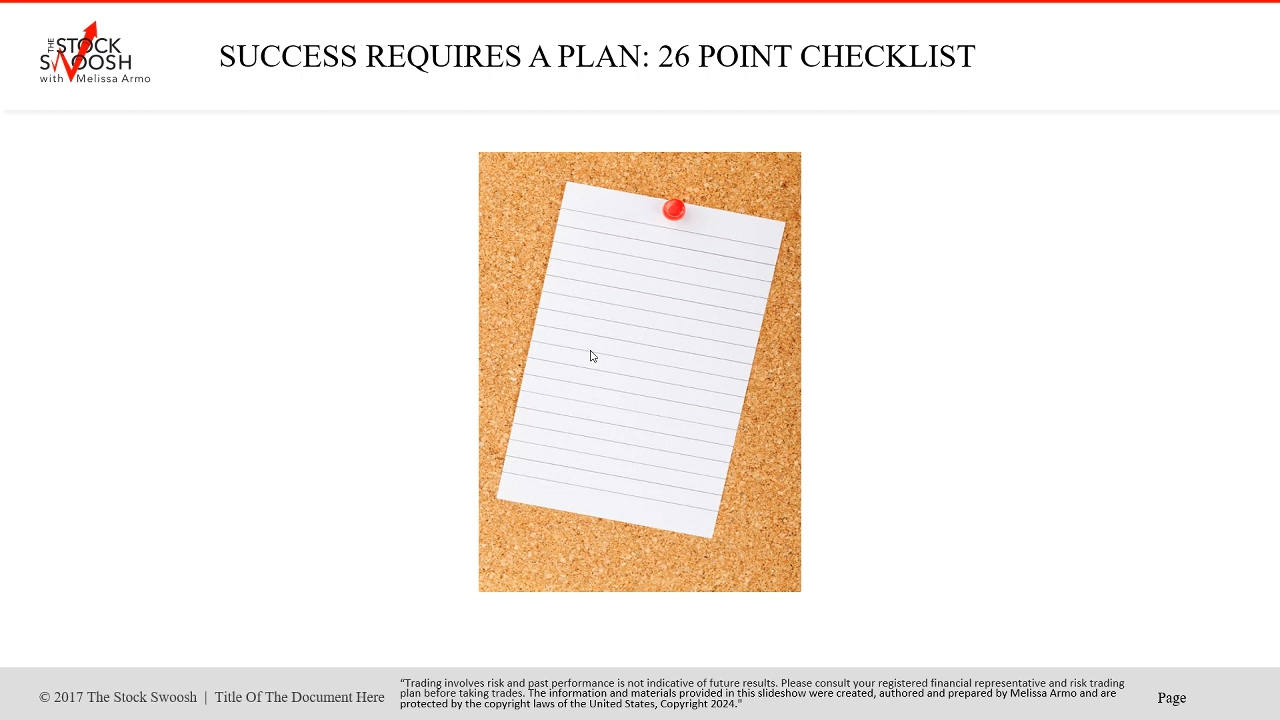 THE
STOCK
SWOOSH
with Melissa Armo
SUCCESS REQUIRES A PLAN: 26 POINT CHECKLIST
© 2017 The Stock Swoosh | Title Of The Document Here
“Trading involves risk and past performance is not indicative of future results. Please consult your registered financial representative and risk trading
plan before taking trades. The information and materials provided in this slideshow were created, authored and prepared by Melissa Armo and are
protected by the copyright laws of the United States, Copyright 2024."
Page